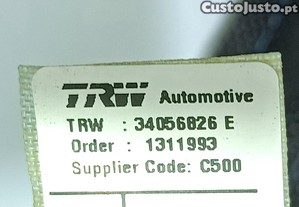 CustoJusto.pt
TRW Automotive
TRW : 34056826 E
Order : 1311993
Supplier Code: C500